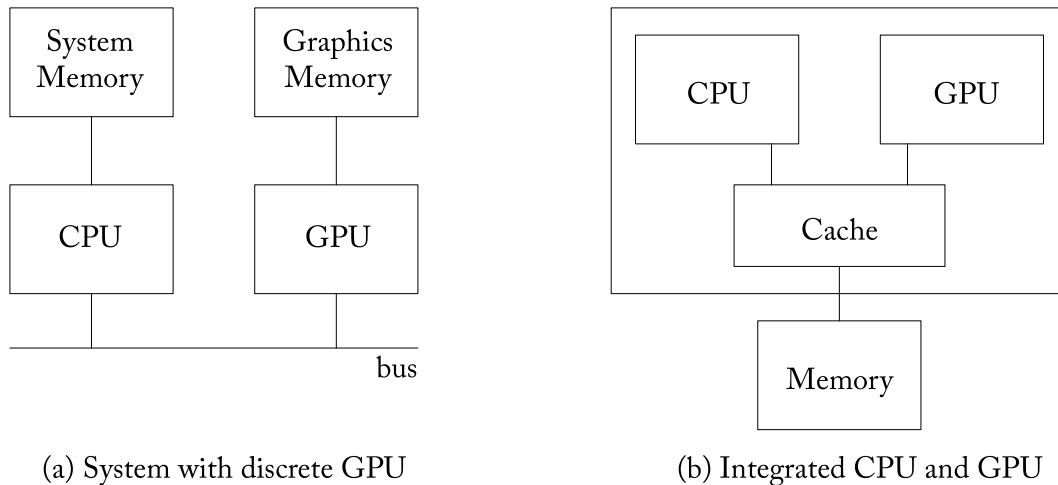 System
Memory
Graphics
Memory
CPU
GPU
bus
(a) System with discrete GPU
CPU
GPU
Cache
Memory
(b) Integrated CPU and GPU